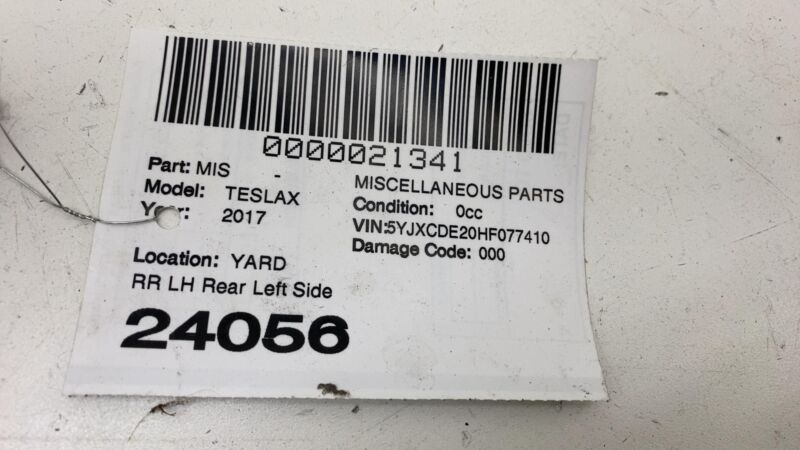 0000021341
Part: MIS -
MISCELLANEOUS PARTS
Model: TESLAX
Condition: 0cc
Year: 2017
VIN:5YJXCDE20HF077410
Damage Code: 000
Location: YARD
RR LH Rear Left Side
24056